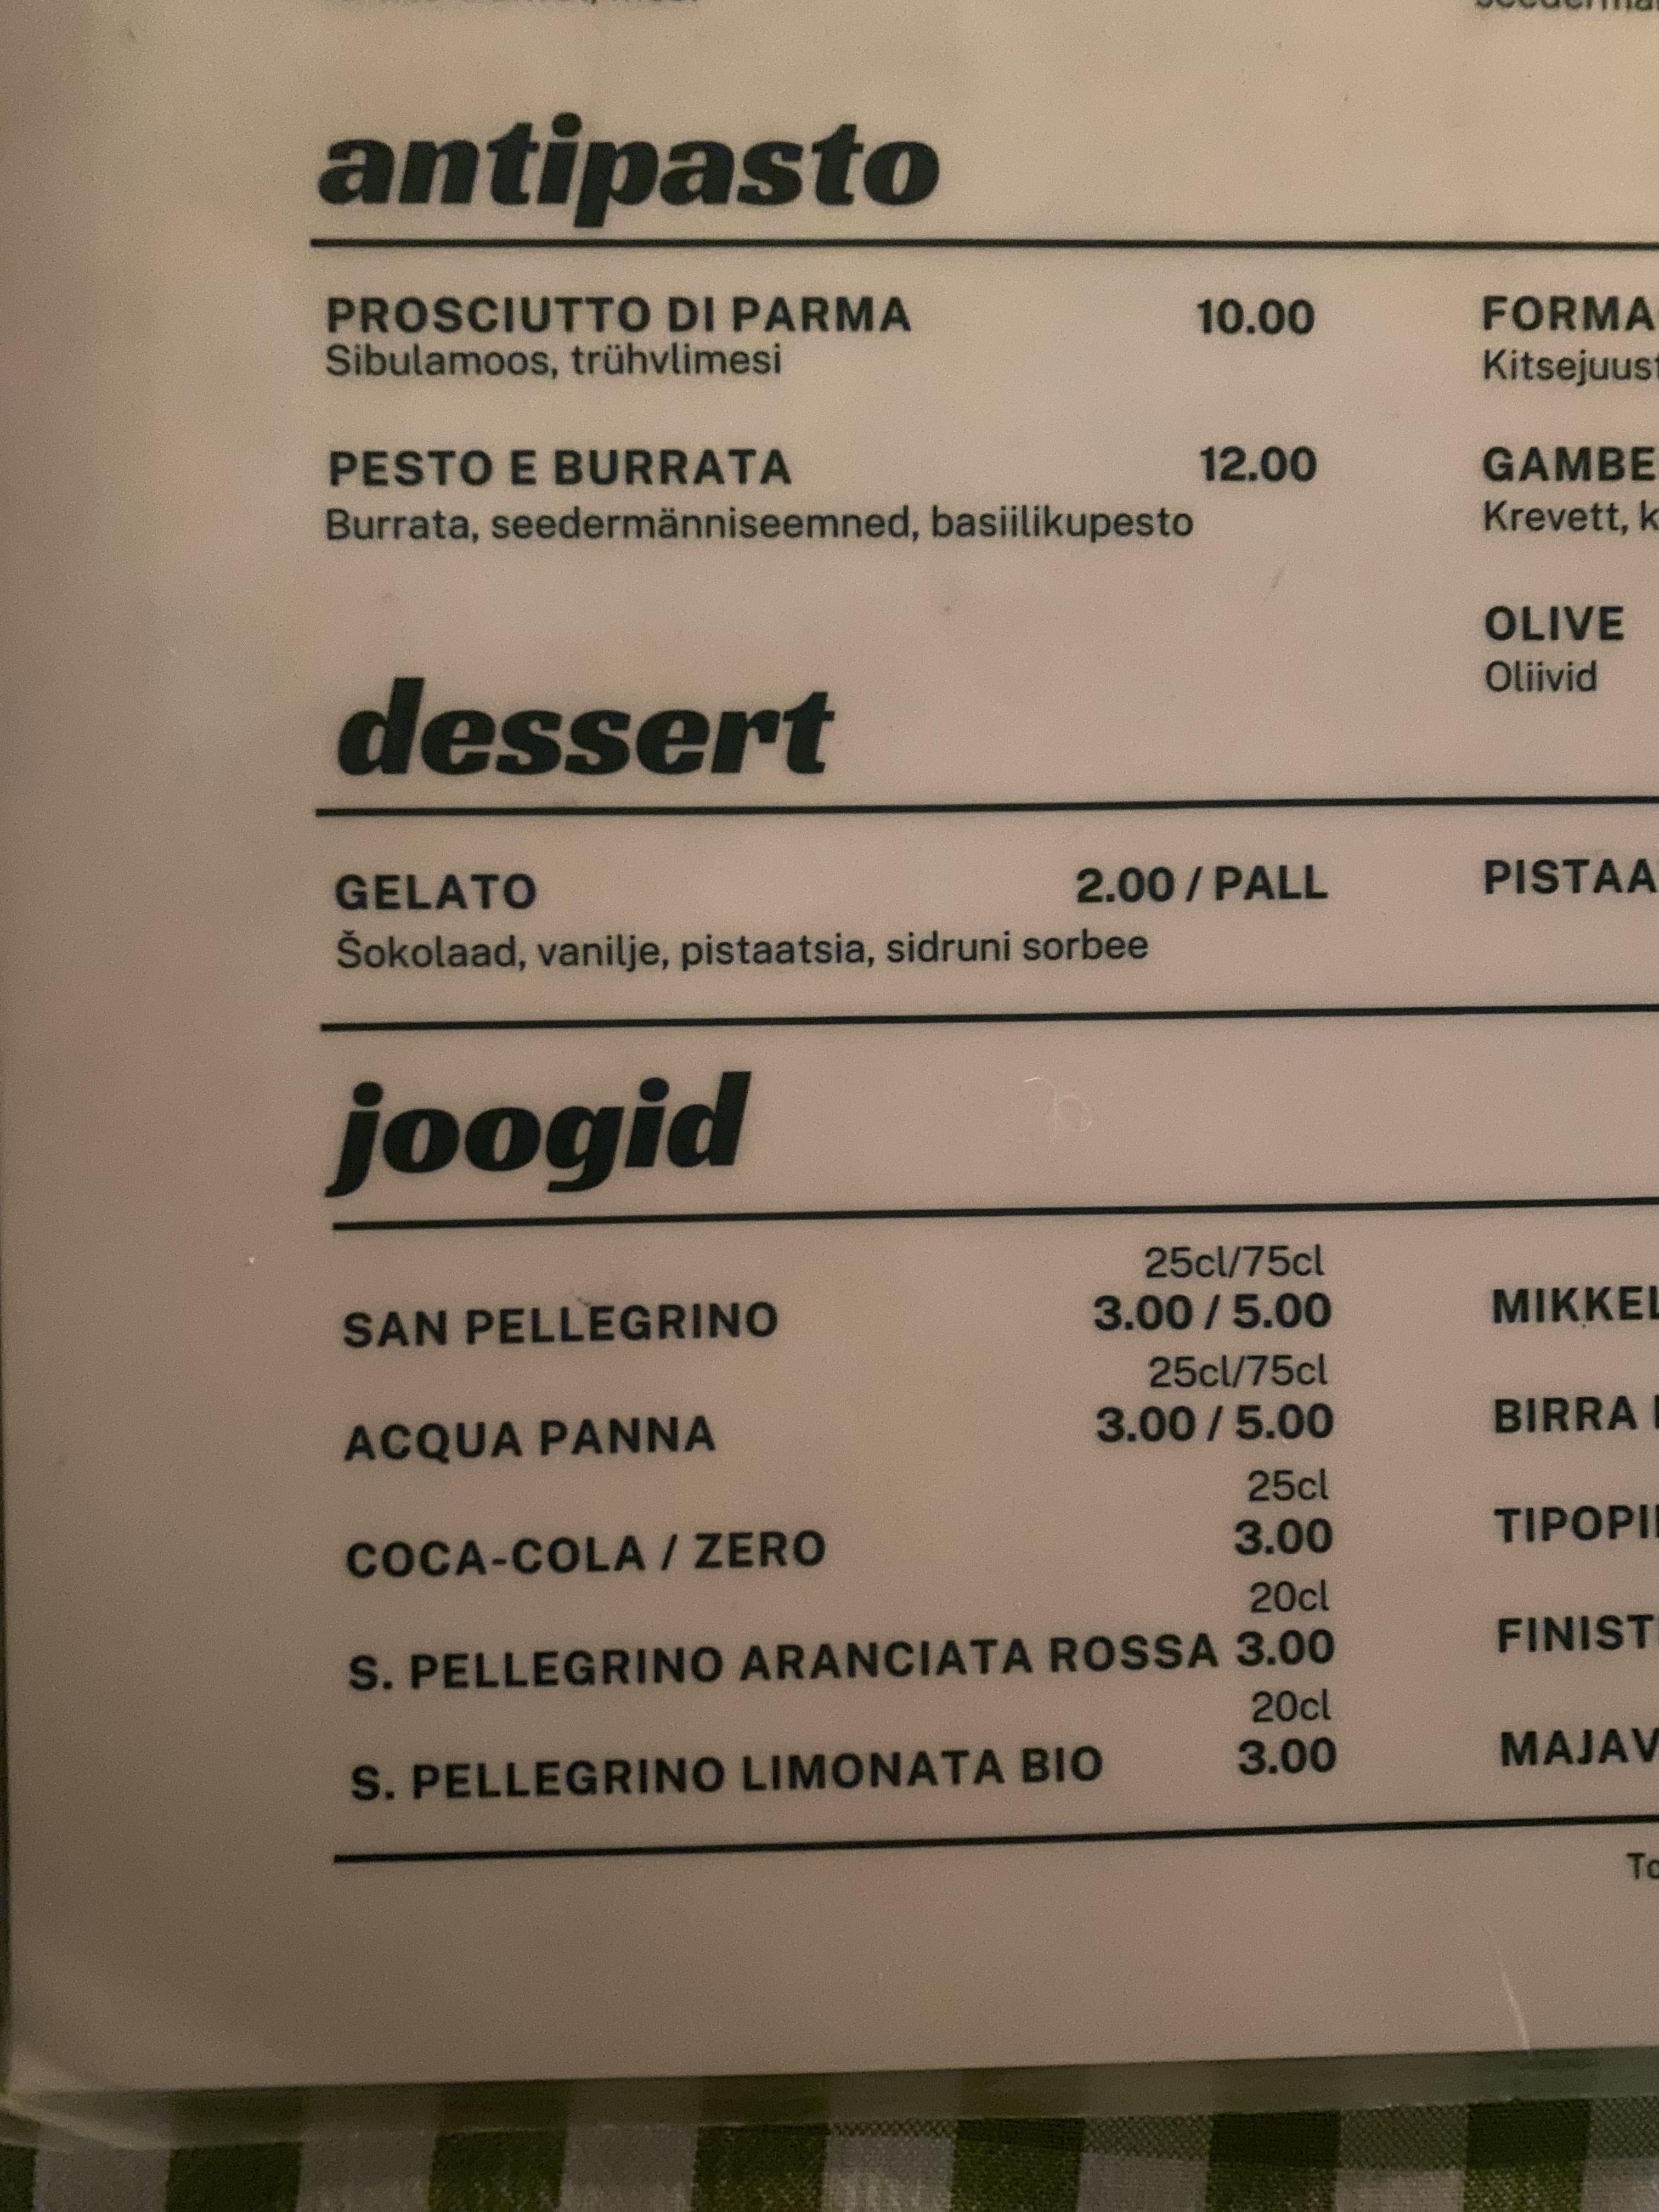 antipasto
PROSCIUTTO DI PARMA 10.00
Sibulamoos, trühvlimesi
PESTO E BURRATA 12.00
Burrata, seedermänniseemned, basiilikupesto
OLIVE
Oliivid
dessert
GELATO 2.00 / PALL
Šokolaad, vanilje, pistaatsia, sidruni sorbee
joogid
25cl/75cl
SAN PELLEGRINO 3.00 / 5.00
25cl/75cl
ACQUA PANNA 3.00 / 5.00
25cl
COCA-COLA / ZERO 3.00
20cl
S. PELLEGRINO ARANCIATA ROSSA 3.00
20cl
S. PELLEGRINO LIMONATA BIO 3.00
BIRRA
Krevett,